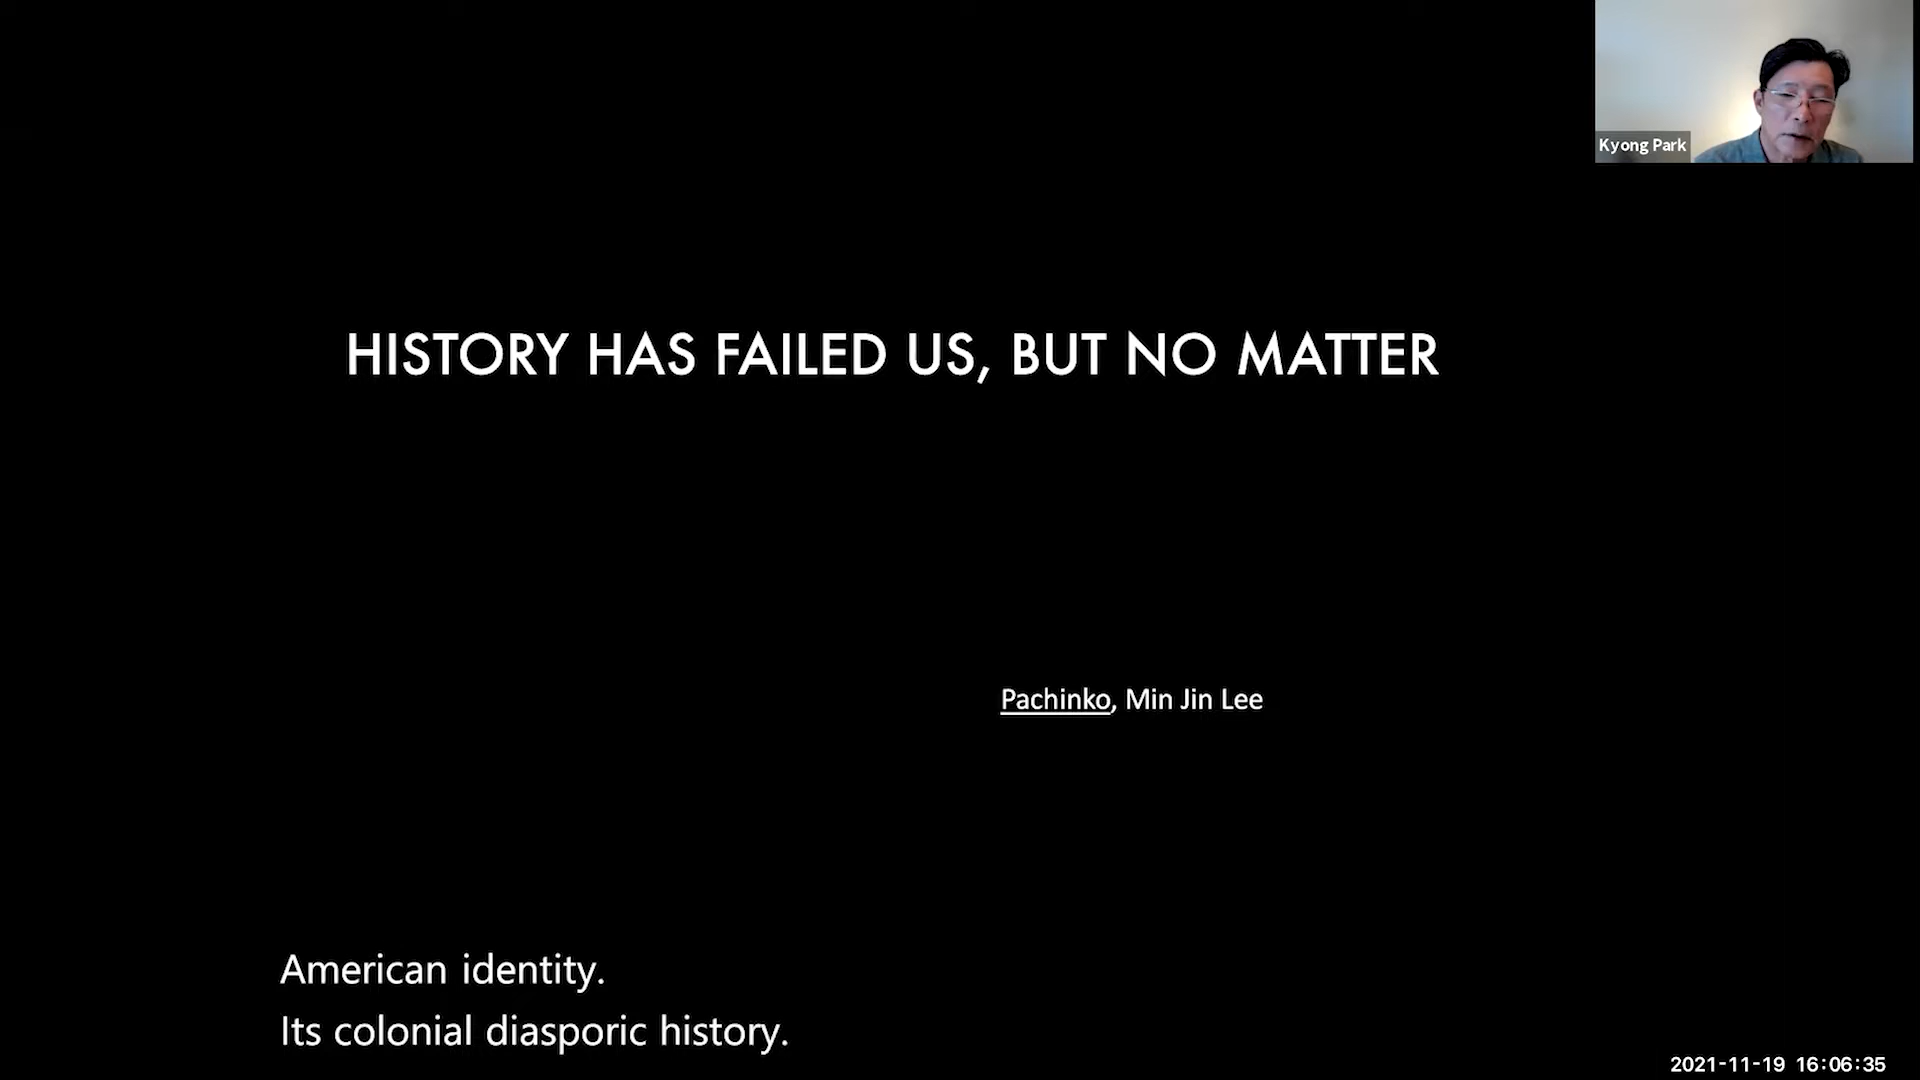 Kyong Park
HISTORY HAS FAILED US, BUT NO MATTER
Pachinko, Min Jin Lee
American identity.
Its colonial diasporic history.
2021-11-19 16:06:35